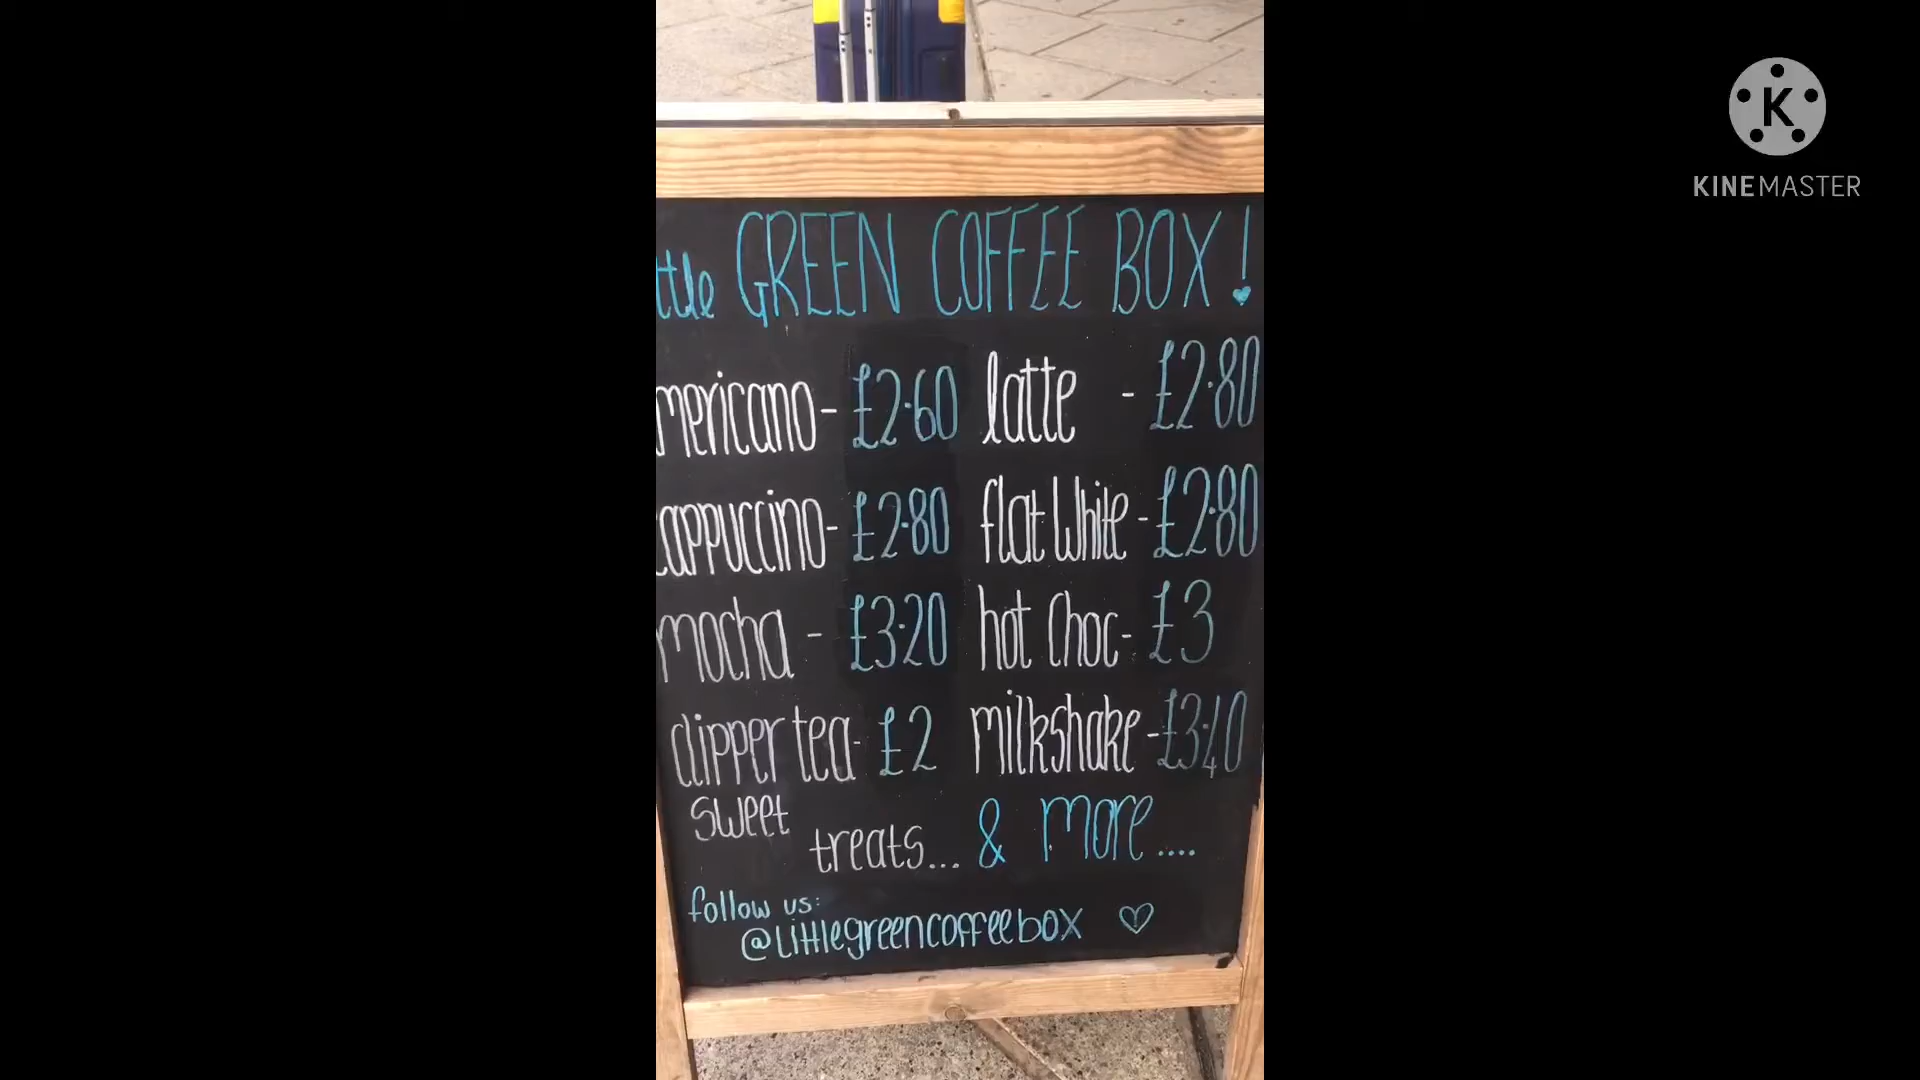 ttle GREEN COFFEE BOX!
mericano- £2.60 latte - £2.80
cappuccino- £2.80 flat White - £2.80
mocha - £3.20 hot Choc- £3
clipper tea- £2 milkshake - £3.40
sweet treats... & more....
follow us:
@littlegreencoffeebox
K
KINEMASTER